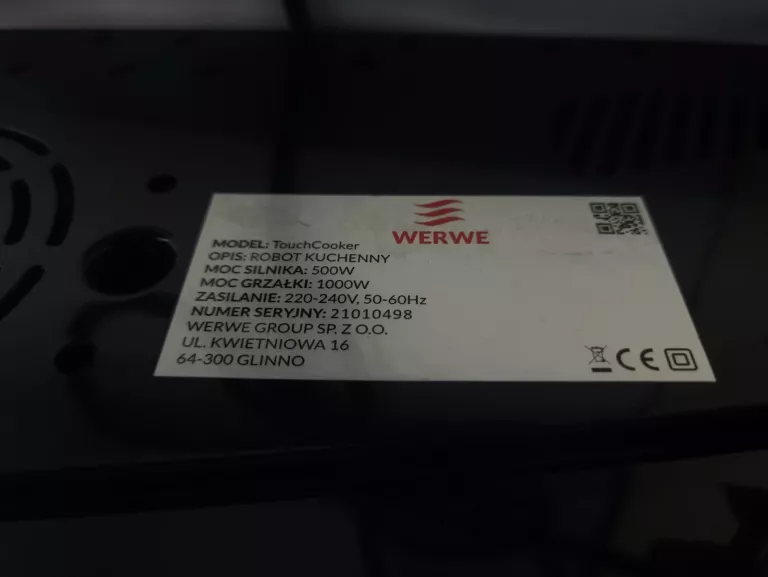 WERWE
MODEL: TouchCooker
OPIS: ROBOT KUCHENNY
MOC SILNIKA: 500W
MOC GRZAŁKI: 1000W
ZASILANIE: 220-240V, 50-60Hz
NUMER SERYJNY: 21010498
WERWE GROUP SP. Z O.O.
UL. KWIETNIOWA 16
64-300 GLINNO
CE